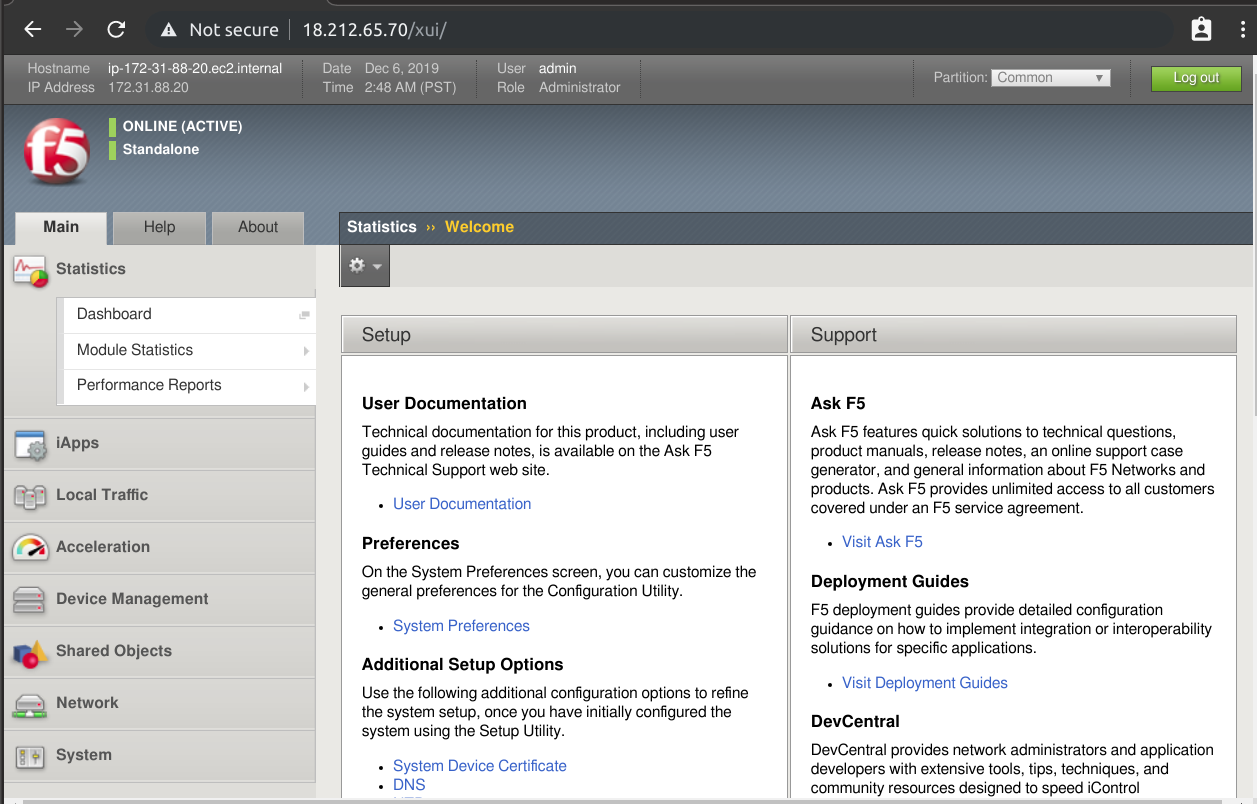 Not secure 18.212.65.70/xui/
Hostname ip-172-31-88-20.ec2.internal Date Dec 6, 2019 User admin
IP Address 172.31.88.20 Time 2:48 AM (PST) Role Administrator
Partition: Common Log out
f5
ONLINE (ACTIVE)
Standalone
Main Help About
Statistics ›› Welcome
Statistics
Dashboard
Module Statistics
Performance Reports
iApps
Local Traffic
Acceleration
Device Management
Shared Objects
Network
System
Setup
User Documentation
Technical documentation for this product, including user
guides and release notes, is available on the Ask F5
Technical Support web site.
• User Documentation
Preferences
On the System Preferences screen, you can customize the
general preferences for the Configuration Utility.
• System Preferences
Additional Setup Options
Use the following additional configuration options to refine
the system setup, once you have initially configured the
system using the Setup Utility.
• System Device Certificate
• DNS
Support
Ask F5
Ask F5 features quick solutions to technical questions,
product manuals, release notes, an online support case
generator, and general information about F5 Networks and
products. Ask F5 provides unlimited access to all customers
covered under an F5 service agreement.
• Visit Ask F5
Deployment Guides
F5 deployment guides provide detailed configuration
guidance on how to implement integration or interoperability
solutions for specific applications.
• Visit Deployment Guides
DevCentral
DevCentral provides network administrators and application
developers with extensive tools, tips, techniques, and
community resources designed to speed iControl